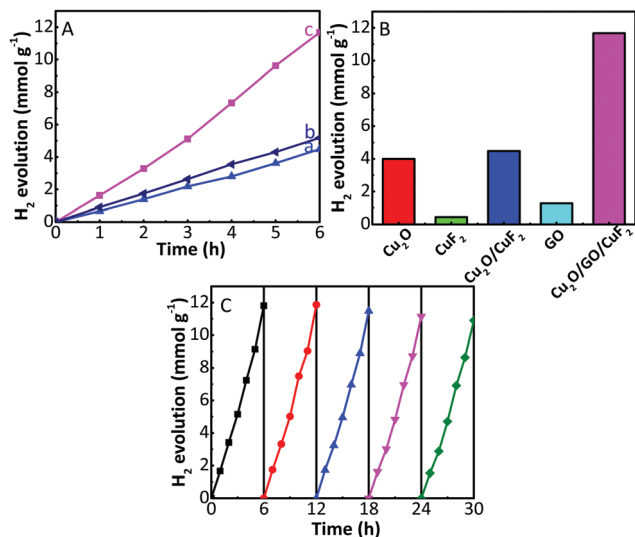 A
H₂ evolution (mmol g⁻¹)
12
10
8
6
4
2
0
c
b
a
0 1 2 3 4 5 6
Time (h)
B
H₂ evolution (mmol g⁻¹)
12
10
8
6
4
2
0
Cu₂O
CuF₂
Cu₂O/CuF₂
GO
Cu₂O/GO/CuF₂
C
H₂ evolution (mmol g⁻¹)
12
10
8
6
4
2
0
0 6 12 18 24 30
Time (h)